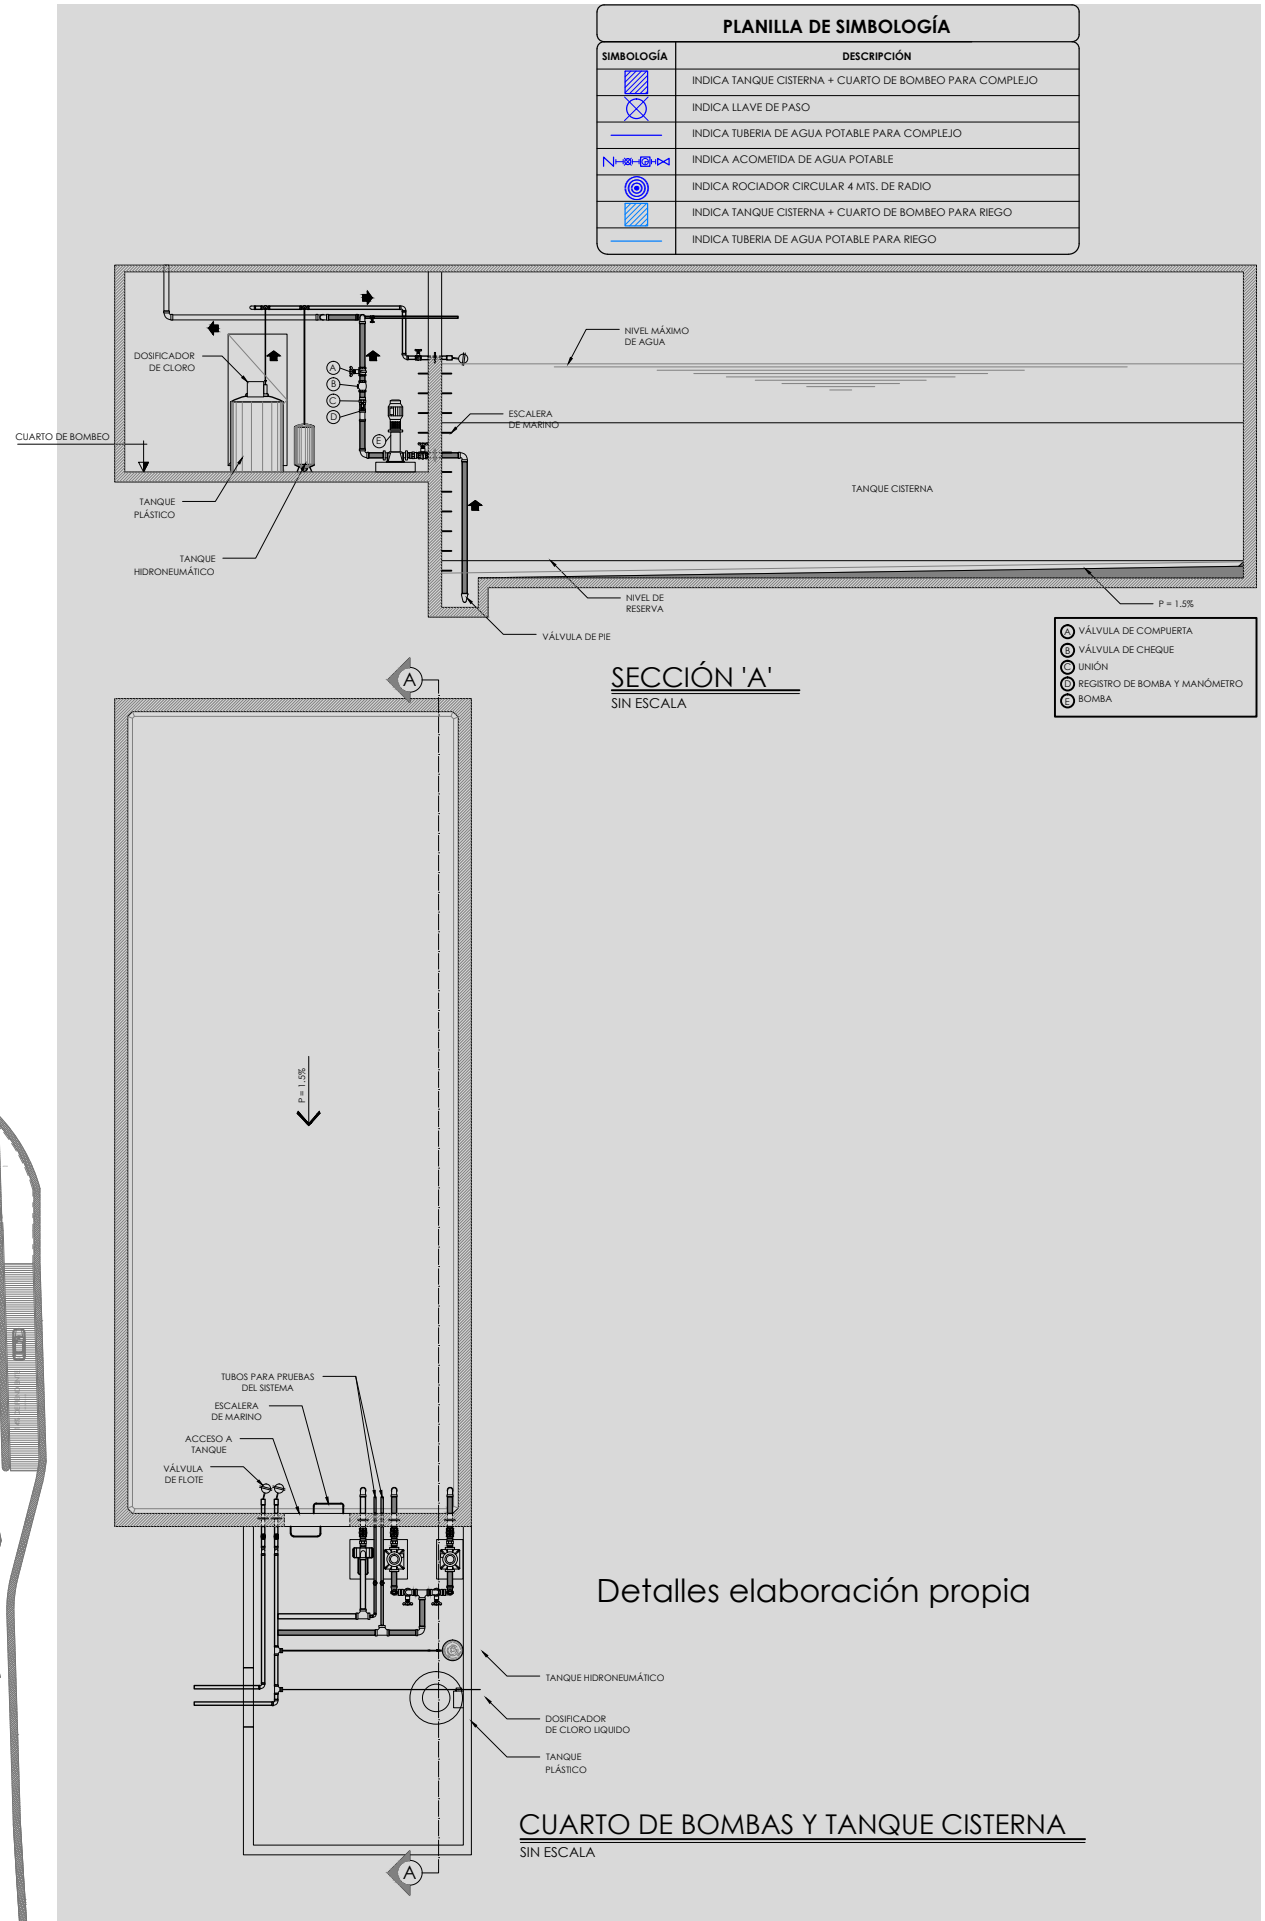 PLANILLA DE SIMBOLOGÍA
SIMBOLOGÍA
DESCRIPCIÓN
INDICA TANQUE CISTERNA + CUARTO DE BOMBEO PARA COMPLEJO
INDICA LLAVE DE PASO
INDICA TUBERIA DE AGUA POTABLE PARA COMPLEJO
INDICA ACOMETIDA DE AGUA POTABLE
INDICA ROCIADOR CIRCULAR 4 MTS. DE RADIO
INDICA TANQUE CISTERNA + CUARTO DE BOMBEO PARA RIEGO
INDICA TUBERIA DE AGUA POTABLE PARA RIEGO
NIVEL MÁXIMO
DE AGUA
DOSIFICADOR
DE CLORO
A
B
C
D
E
ESCALERA
DE MARINO
CUARTO DE BOMBEO
TANQUE CISTERNA
TANQUE
PLÁSTICO
TANQUE
HIDRONEUMÁTICO
NIVEL DE
RESERVA
P = 1.5%
VÁLVULA DE PIE
A VÁLVULA DE COMPUERTA
B VÁLVULA DE CHEQUE
C UNIÓN
D REGISTRO DE BOMBA Y MANÓMETRO
E BOMBA
SECCIÓN 'A'
SIN ESCALA
A
P = 1.5%
TUBOS PARA PRUEBAS
DEL SISTEMA
ESCALERA
DE MARINO
ACCESO A
TANQUE
VÁLVULA
DE FLOTE
Detalles elaboración propia
TANQUE HIDRONEUMÁTICO
DOSIFICADOR
DE CLORO LIQUIDO
TANQUE
PLÁSTICO
CUARTO DE BOMBAS Y TANQUE CISTERNA
SIN ESCALA
A